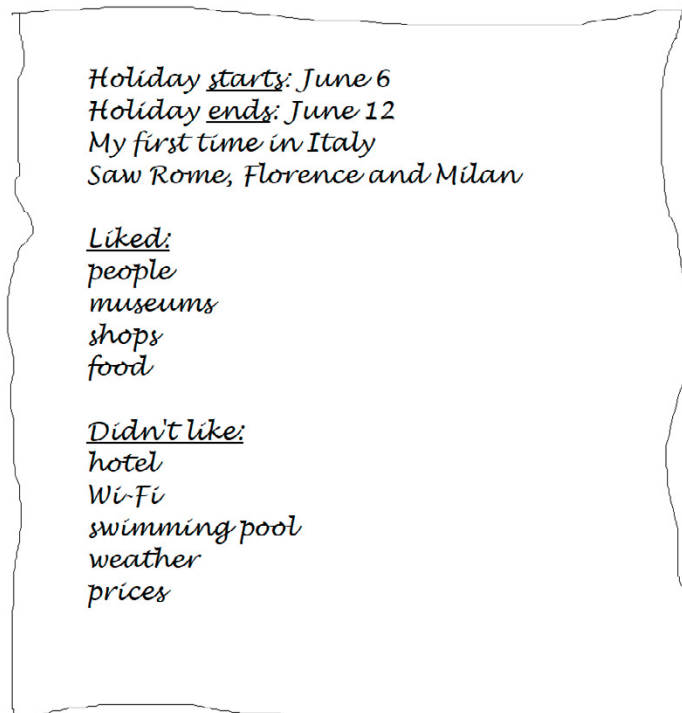 Holiday starts: June 6
Holiday ends: June 12
My first time in Italy
Saw Rome, Florence and Milan
Liked:
people
museums
shops
food
Didn't like:
hotel
Wi-Fi
swimming pool
weather
prices